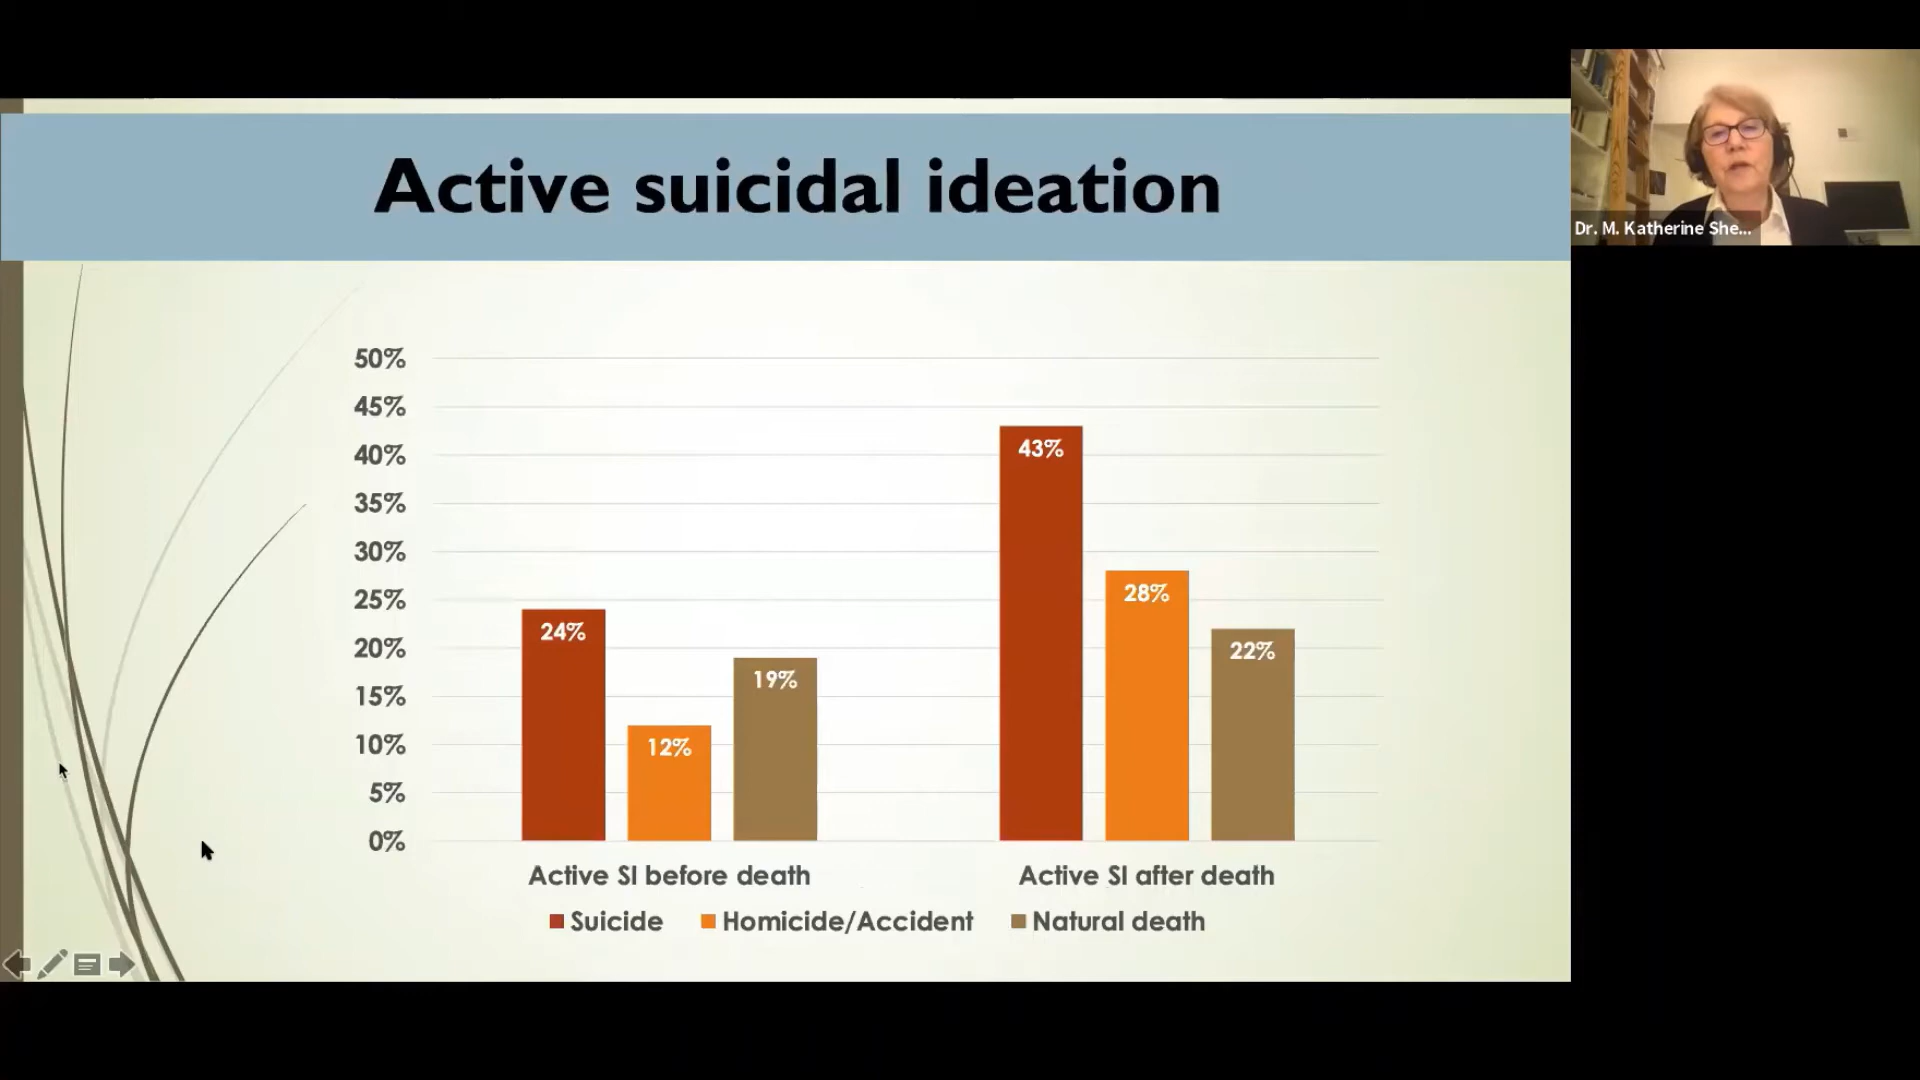 Active suicidal ideation
Dr. M. Katherine She...
50%
45%
40%
35%
30%
25%
20%
15%
10%
5%
0%
24%
12%
19%
43%
28%
22%
Active SI before death
Active SI after death
Suicide
Homicide/Accident
Natural death